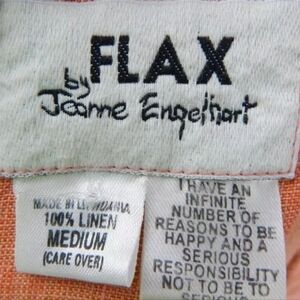 FLAX
by
Jeanne Engelhart
MADE IN LITHUANIA
100% LINEN
MEDIUM
(CARE OVER)
I HAVE AN
INFINITE
NUMBER OF
REASONS TO BE
HAPPY AND A
SERIOUS
RESPONSIBILITY
NOT TO BE
SERIOUS